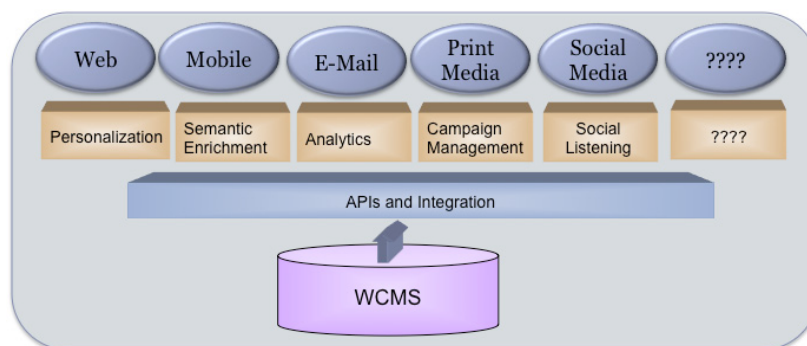 Web
Mobile
E-Mail
Print
Media
Social
Media
????
Personalization
Semantic
Enrichment
Analytics
Campaign
Management
Social
Listening
????
APIs and Integration
WCMS